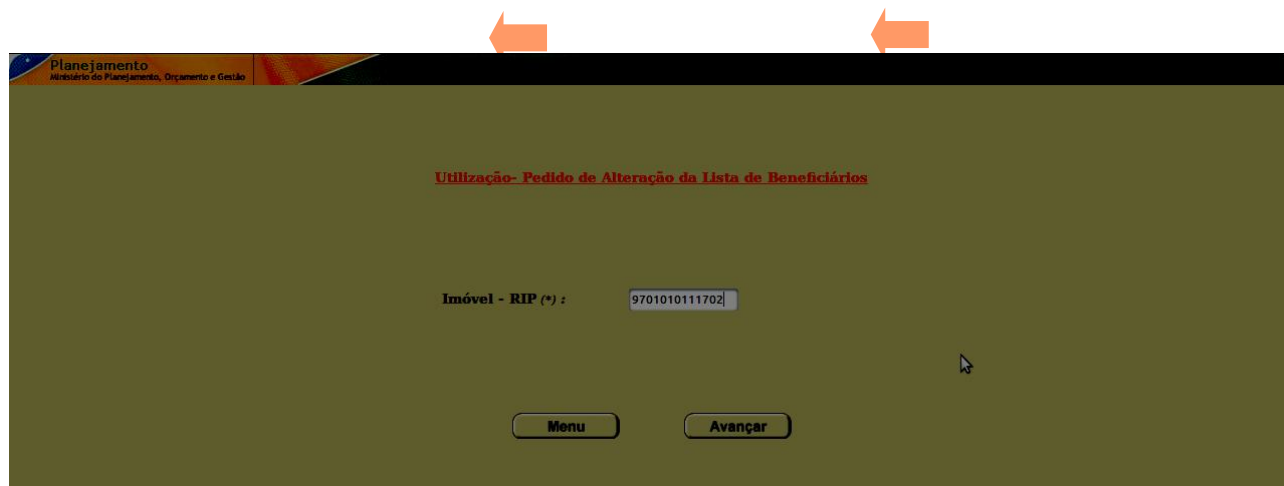 Planejamento
Ministério do Planejamento, Orçamento e Gestão
Utilização- Pedido de Alteração da Lista de Beneficiários
Imóvel - RIP (*) : 9701010111702
Menu Avançar